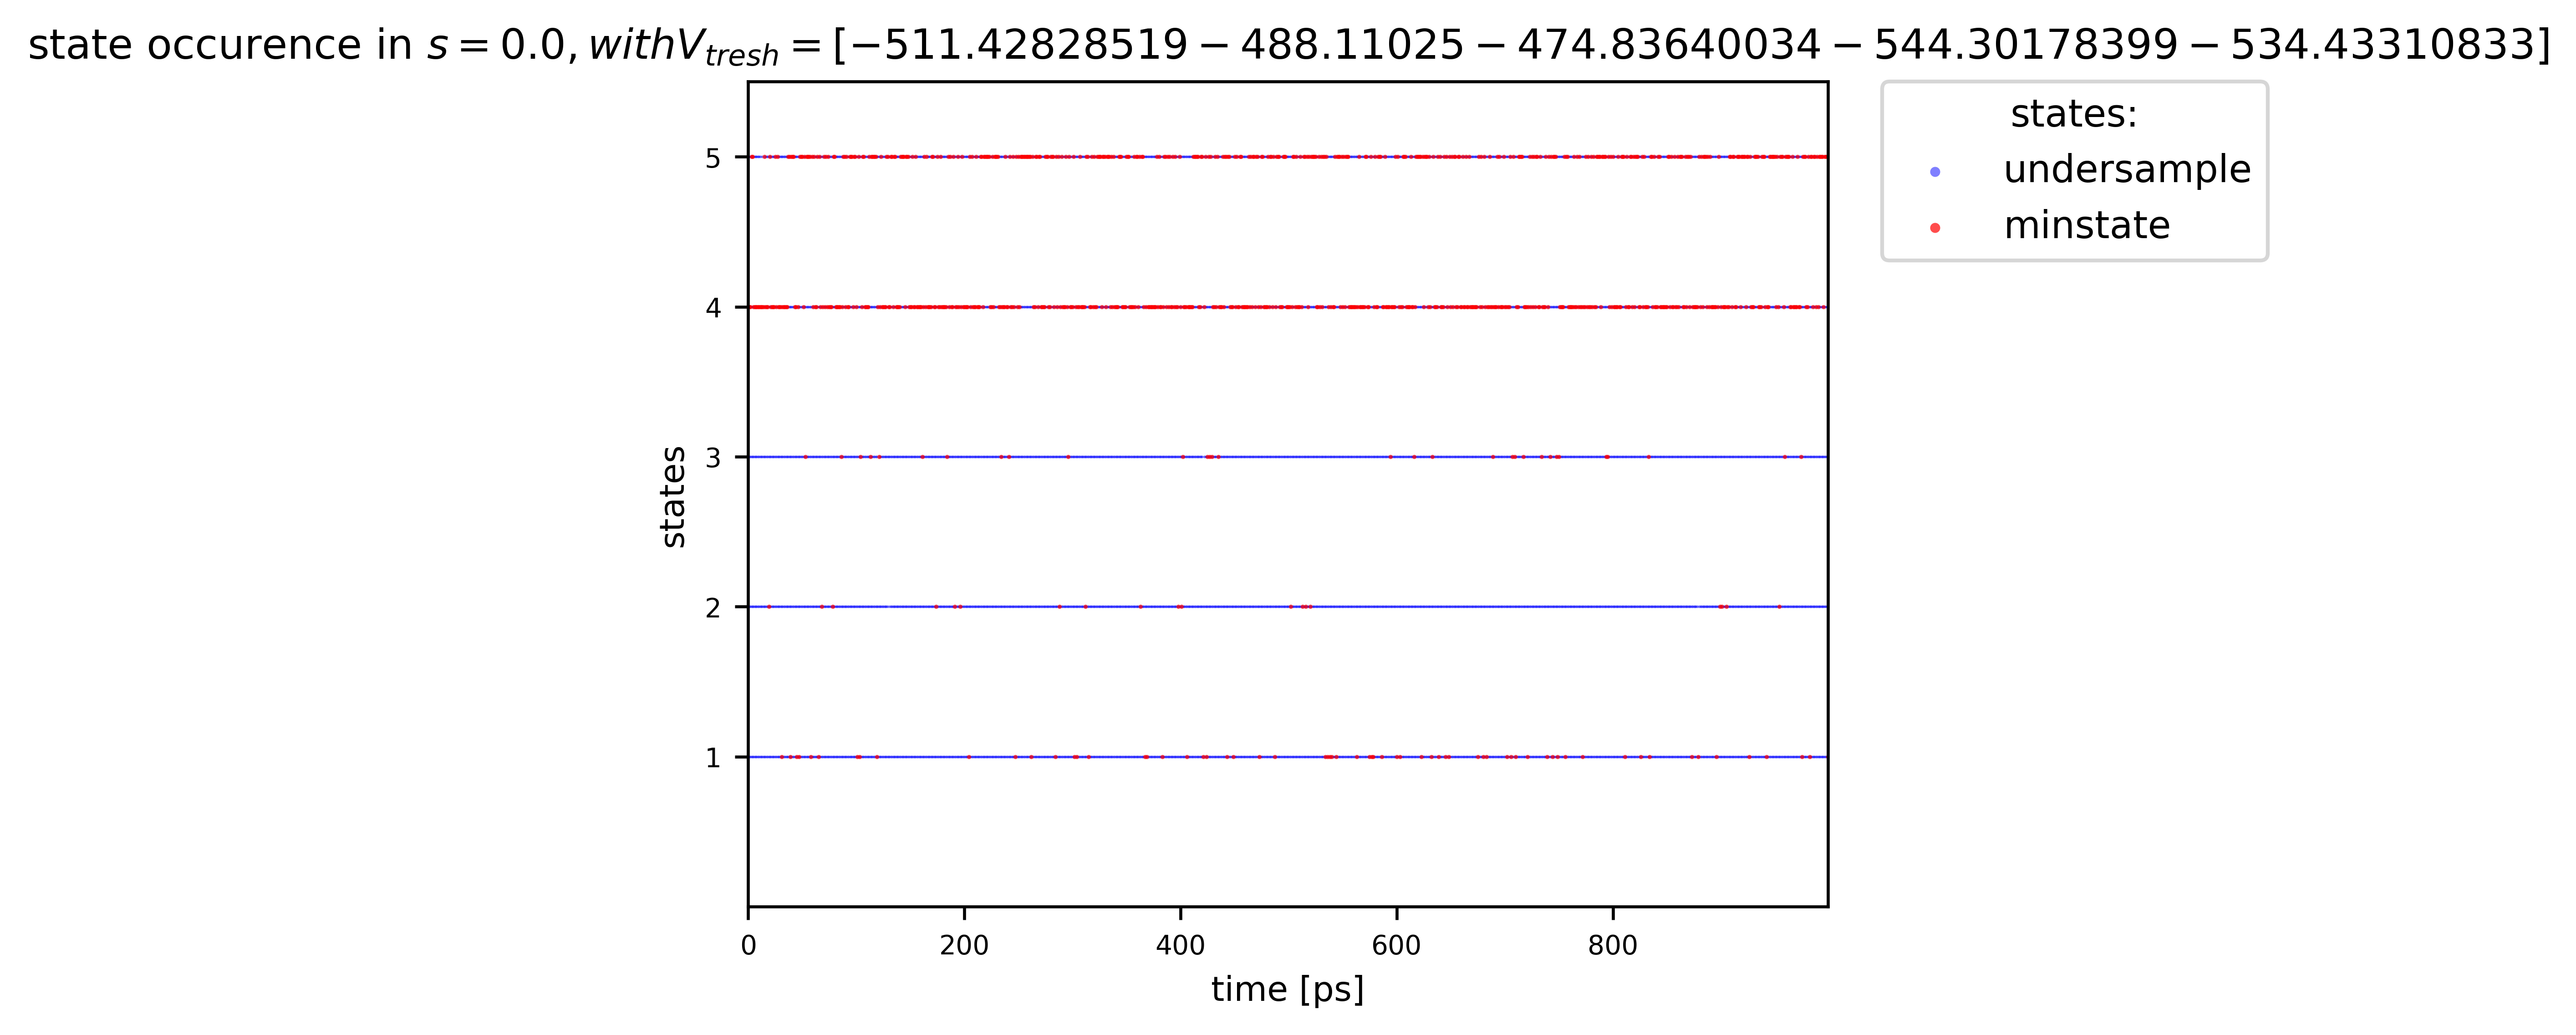 state occurence in s = 0.0, withV_tresh = [−511.42828519 − 488.11025 − 474.83640034 − 544.30178399 − 534.43310833]
states:
undersample
minstate
5
4
3
2
1
states
0 200 400 600 800
time [ps]